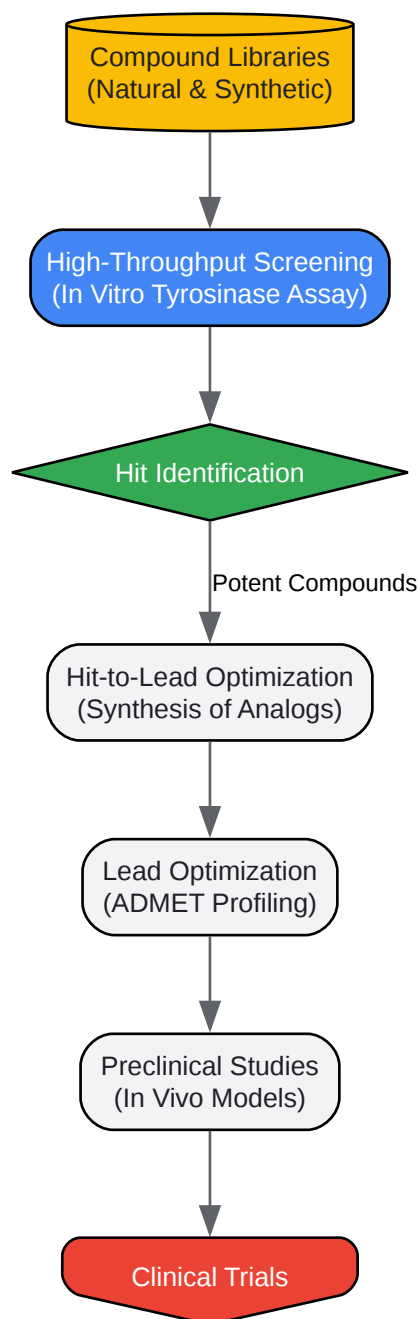 Compound Libraries
(Natural & Synthetic)
High-Throughput Screening
(In Vitro Tyrosinase Assay)
Hit Identification
Potent Compounds
Hit-to-Lead Optimization
(Synthesis of Analogs)
Lead Optimization
(ADMET Profiling)
Preclinical Studies
(In Vivo Models)
Clinical Trials